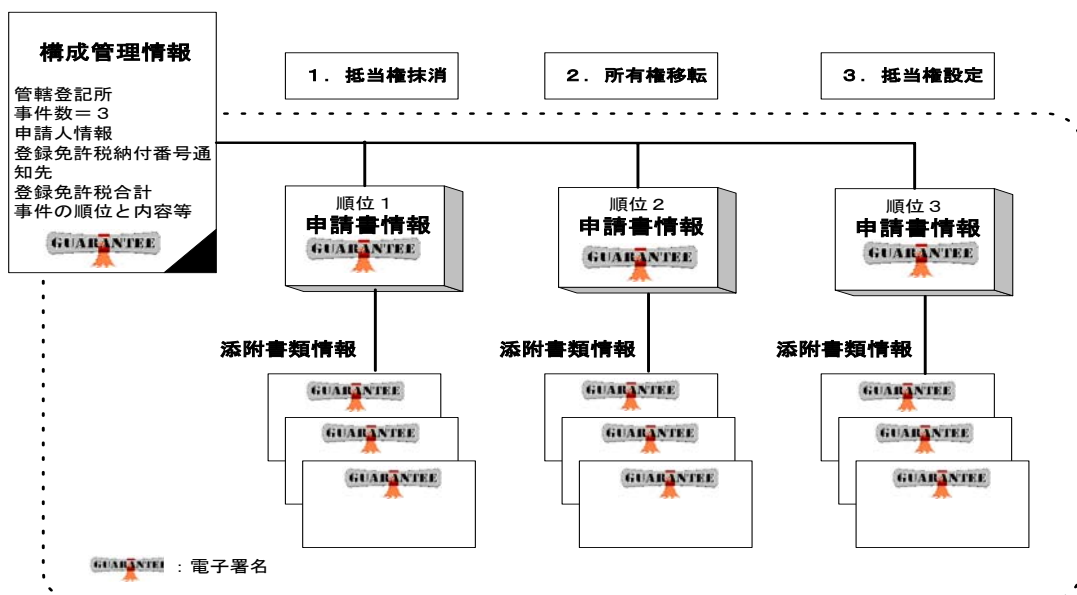 構成管理情報
管轄登記所
事件数＝３
申請人情報
登録免許税納付番号通
知先
登録免許税合計
事件の順位と内容等
GUARANTEE
１．抵当権抹消
２．所有権移転
３．抵当権設定
順位１
申請書情報
GUARANTEE
順位２
申請書情報
GUARANTEE
順位３
申請書情報
GUARANTEE
添附書類情報
GUARANTEE
GUARANTEE
GUARANTEE
添附書類情報
GUARANTEE
GUARANTEE
GUARANTEE
添附書類情報
GUARANTEE
GUARANTEE
GUARANTEE
GUARANTEE：電子署名